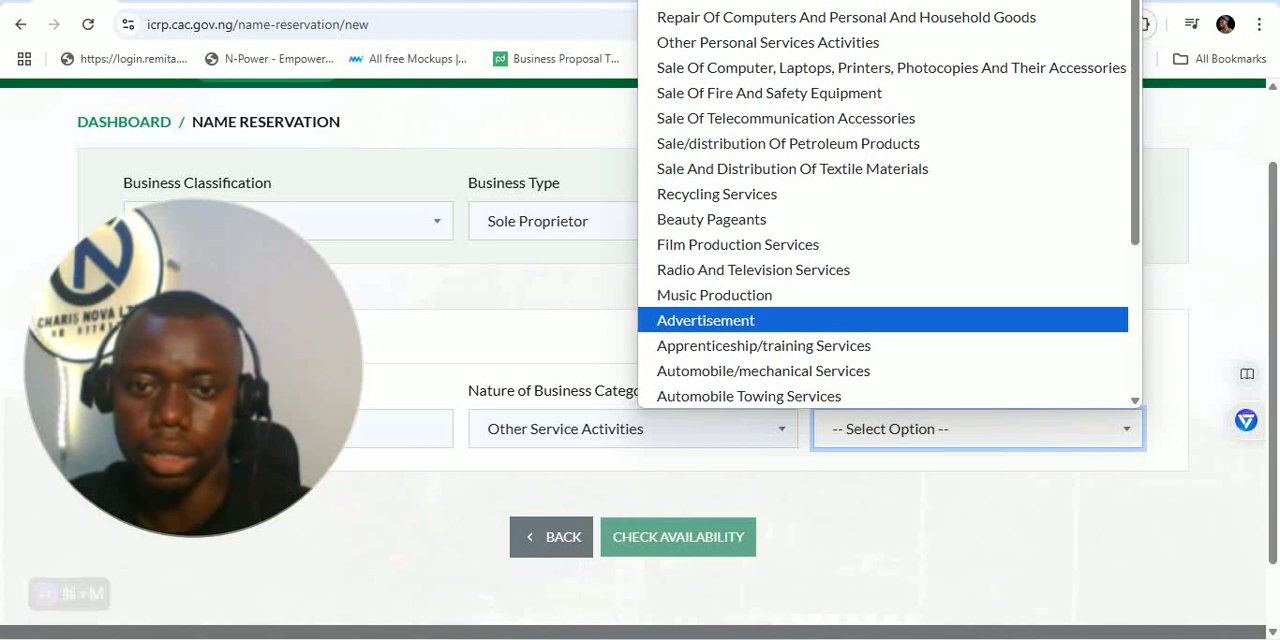 icrp.cac.gov.ng/name-reservation/new
https://login.remita....
N-Power - Empower...
All free Mockups |...
Business Proposal T...
All Bookmarks
DASHBOARD / NAME RESERVATION
Business Classification
Business Type
Sole Proprietor
Repair Of Computers And Personal And Household Goods
Other Personal Services Activities
Sale Of Computer, Laptops, Printers, Photocopies And Their Accessories
Sale Of Fire And Safety Equipment
Sale Of Telecommunication Accessories
Sale/distribution Of Petroleum Products
Sale And Distribution Of Textile Materials
Recycling Services
Beauty Pageants
Film Production Services
Radio And Television Services
Music Production
Advertisement
Apprenticeship/training Services
Automobile/mechanical Services
Automobile Towing Services
CHARIS NOVA
Nature of Business Catego
Other Service Activities
-- Select Option --
BACK
CHECK AVAILABILITY
⌘+M